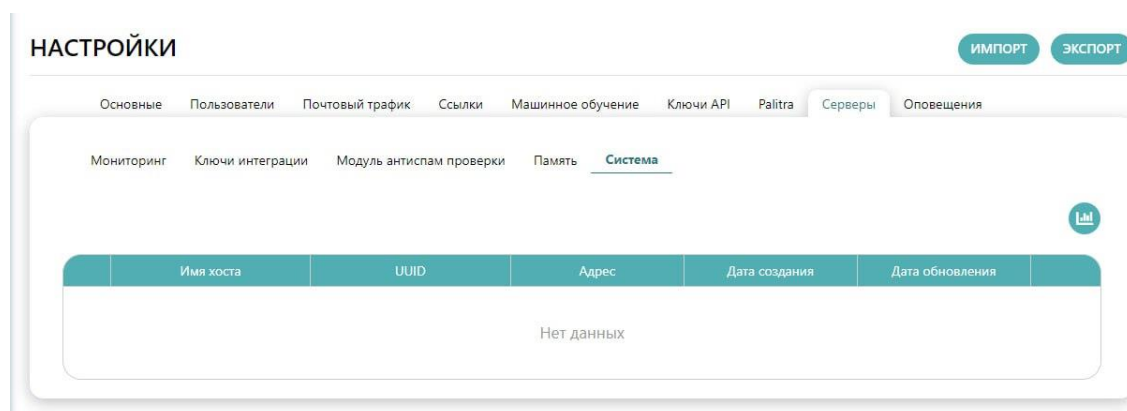 НАСТРОЙКИ
ИМПОРТ ЭКСПОРТ
Основные Пользователи Почтовый трафик Ссылки Машинное обучение Ключи API Palitra Серверы Оповещения
Мониторинг Ключи интеграции Модуль антиспам проверки Память Система
Имя хоста UUID Адрес Дата создания Дата обновления
Нет данных